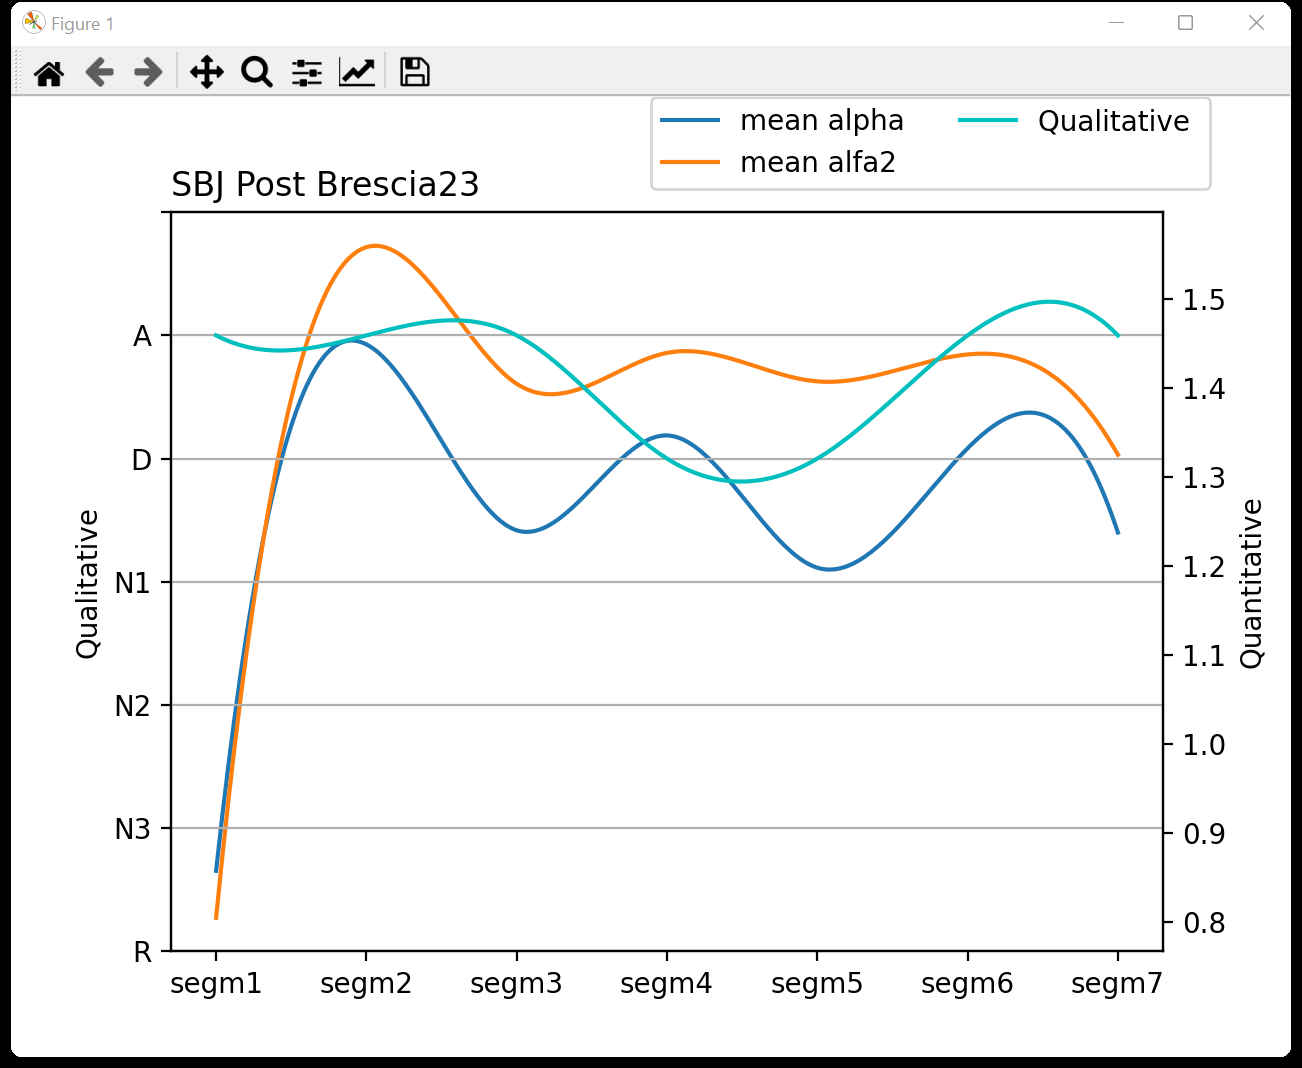 Figure 1
mean alpha
mean alfa2
Qualitative
SBJ Post Brescia23
A
D
N1
N2
N3
R
Qualitative
1.5
1.4
1.3
1.2
1.1
1.0
0.9
0.8
Quantitative
segm1 segm2 segm3 segm4 segm5 segm6 segm7